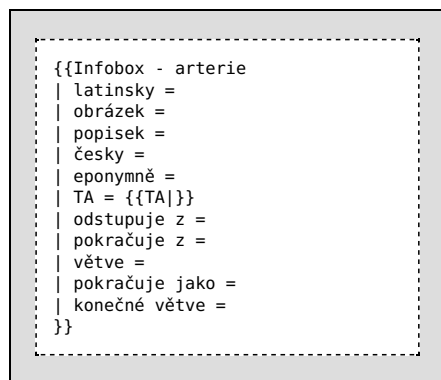 {{Infobox - arterie
| latinsky =
| obrázek =
| popisek =
| česky =
| eponymně =
| TA = {{TA|}}
| odstupuje z =
| pokračuje z =
| větve =
| pokračuje jako =
| konečné větve =
}}